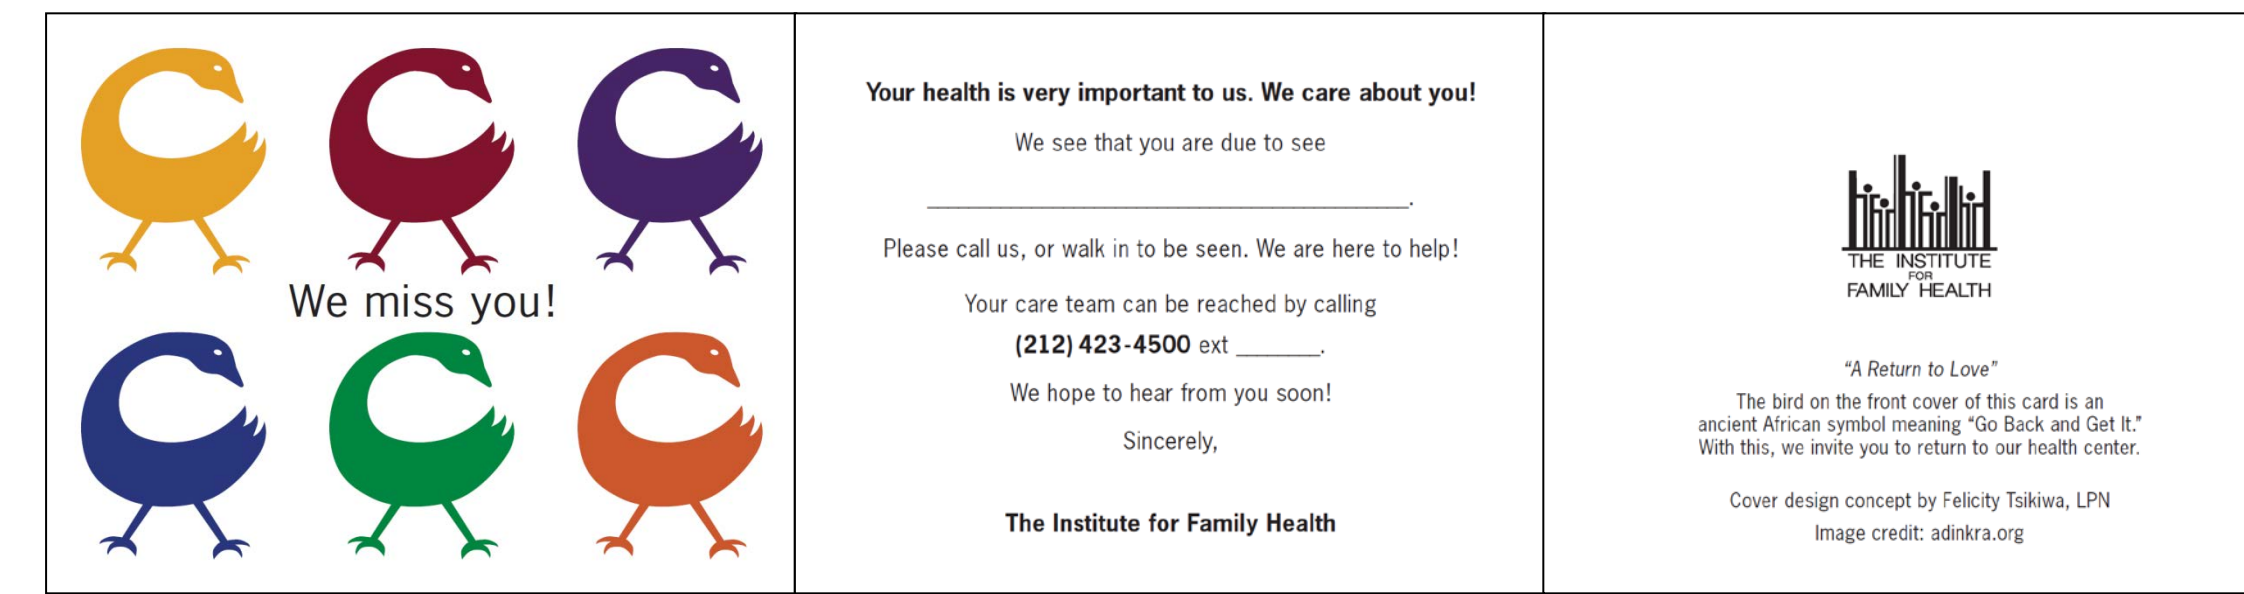 We miss you!
Your health is very important to us. We care about you!
We see that you are due to see
________________________________________.
Please call us, or walk in to be seen. We are here to help!
Your care team can be reached by calling
(212) 423-4500 ext _______.
We hope to hear from you soon!
Sincerely,
The Institute for Family Health
THE INSTITUTE
FOR
FAMILY HEALTH
“A Return to Love”
The bird on the front cover of this card is an
ancient African symbol meaning “Go Back and Get It.”
With this, we invite you to return to our health center.
Cover design concept by Felicity Tsikiwa, LPN
Image credit: adinkra.org